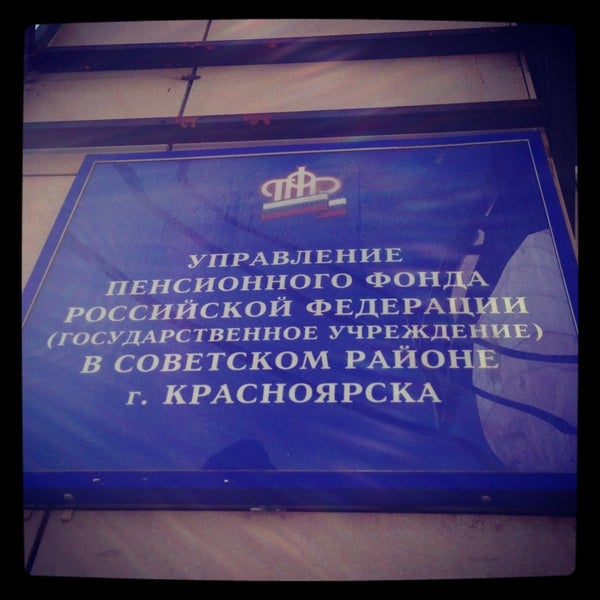 УПРАВЛЕНИЕ
ПЕНСИОННОГО ФОНДА
РОССИЙСКОЙ ФЕДЕРАЦИИ
(ГОСУДАРСТВЕННОЕ УЧРЕЖДЕНИЕ)
В СОВЕТСКОМ РАЙОНЕ
г. КРАСНОЯРСКА